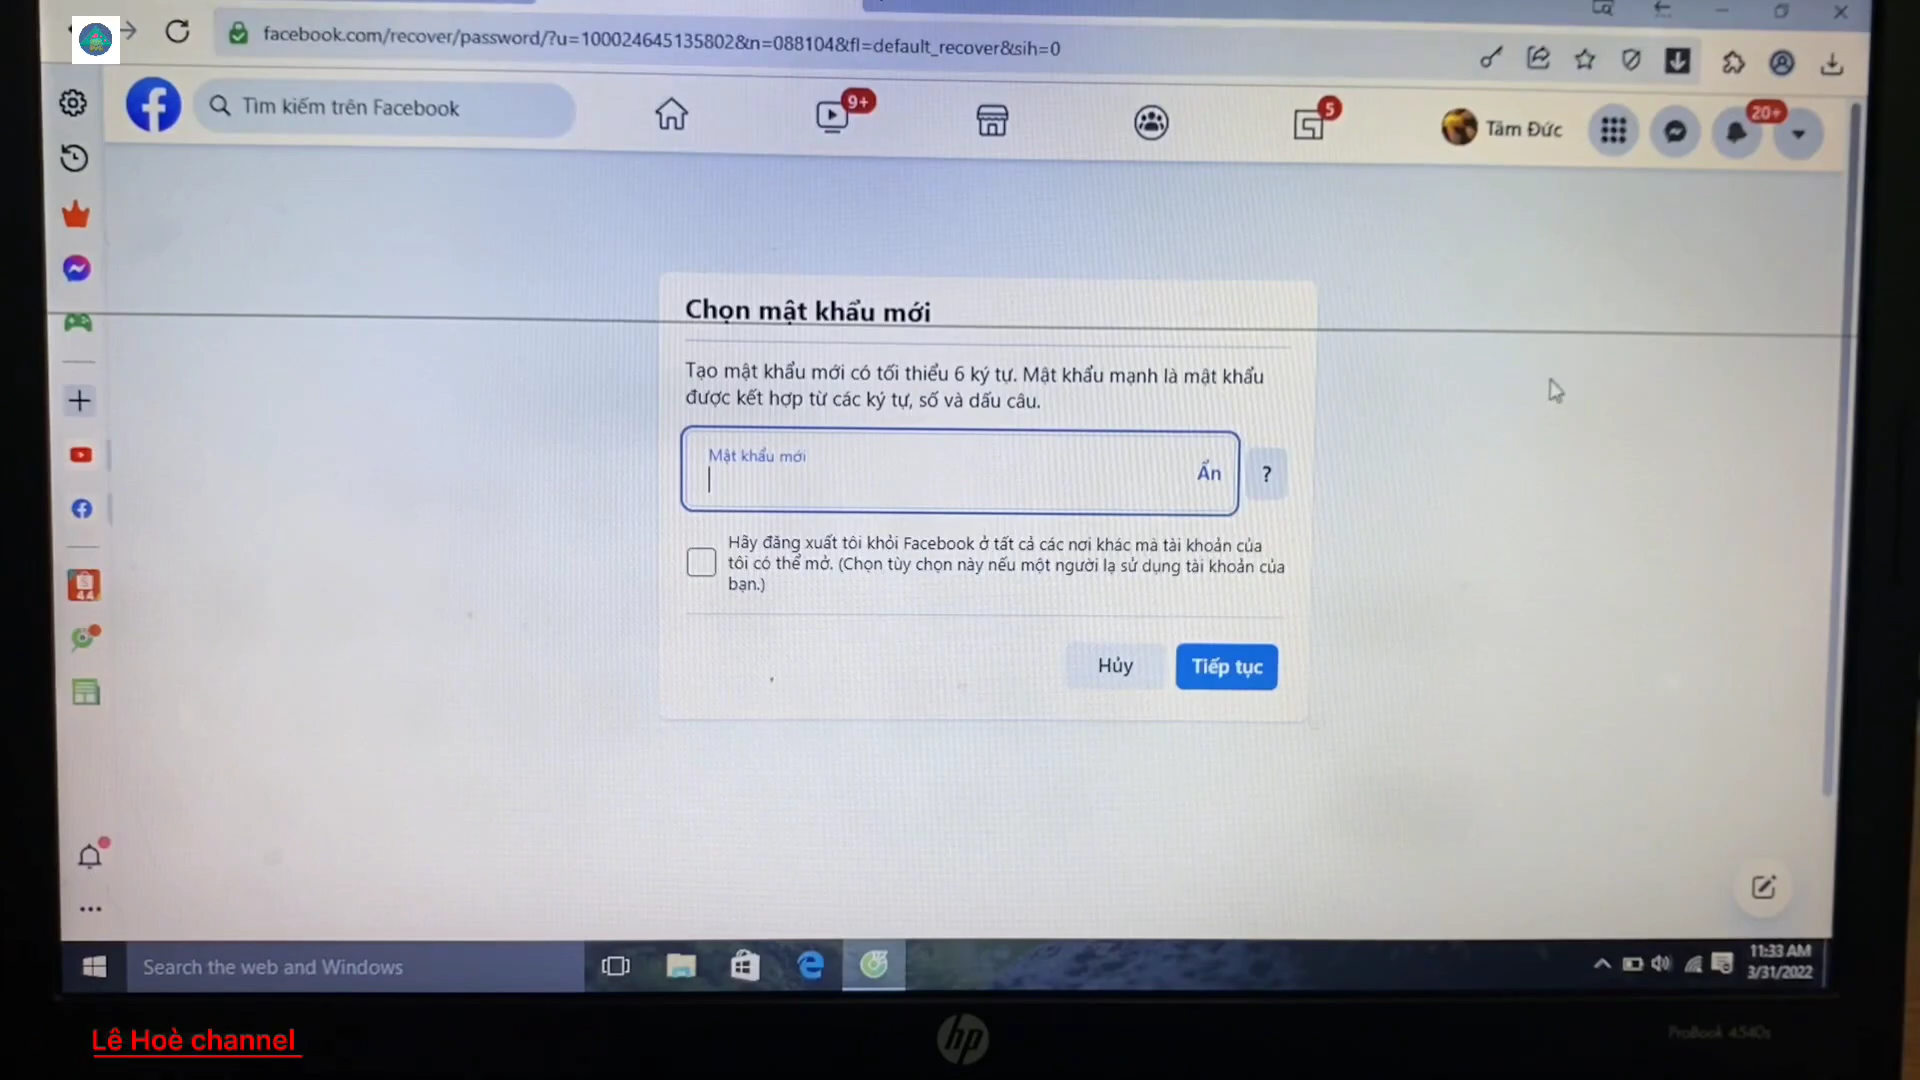 facebook.com/recover/password/?u=100024645135802&n=088104&fl=default_recover&sih=0
Tìm kiếm trên Facebook
9+
5
Tâm Đức
20+
Chọn mật khẩu mới
Tạo mật khẩu mới có tối thiểu 6 ký tự. Mật khẩu mạnh là mật khẩu
được kết hợp từ các ký tự, số và dấu câu.
Mật khẩu mới
Ẩn
?
Hãy đăng xuất tôi khỏi Facebook ở tất cả các nơi khác mà tài khoản của
tôi có thể mở. (Chọn tùy chọn này nếu một người lạ sử dụng tài khoản của
bạn.)
Hủy
Tiếp tục
4.4
Search the web and Windows
11:33 AM
3/31/2022
Lê Hoè channel
hp
ProBook 4540s